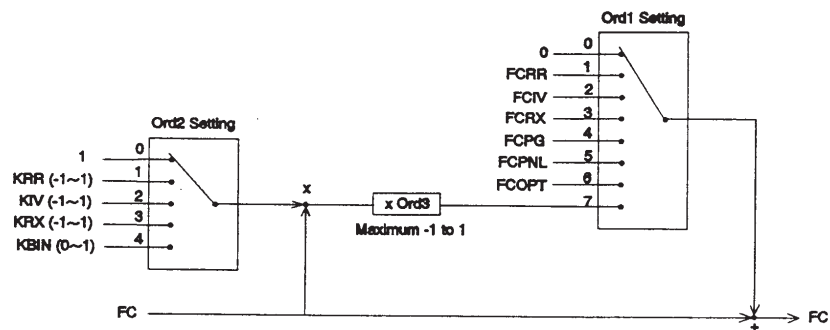 Ord1 Setting
0 0
FCRR 1
FCIV 2
FCRX 3
FCPG 4
FCPNL 5
FCOPT 6
7
Ord2 Setting
1 0
KRR (-1~1) 1
KIV (-1~1) 2
KRX (-1~1) 3
KBIN (0~1) 4
x
x Ord3
Maximum -1 to 1
FC
+
FC